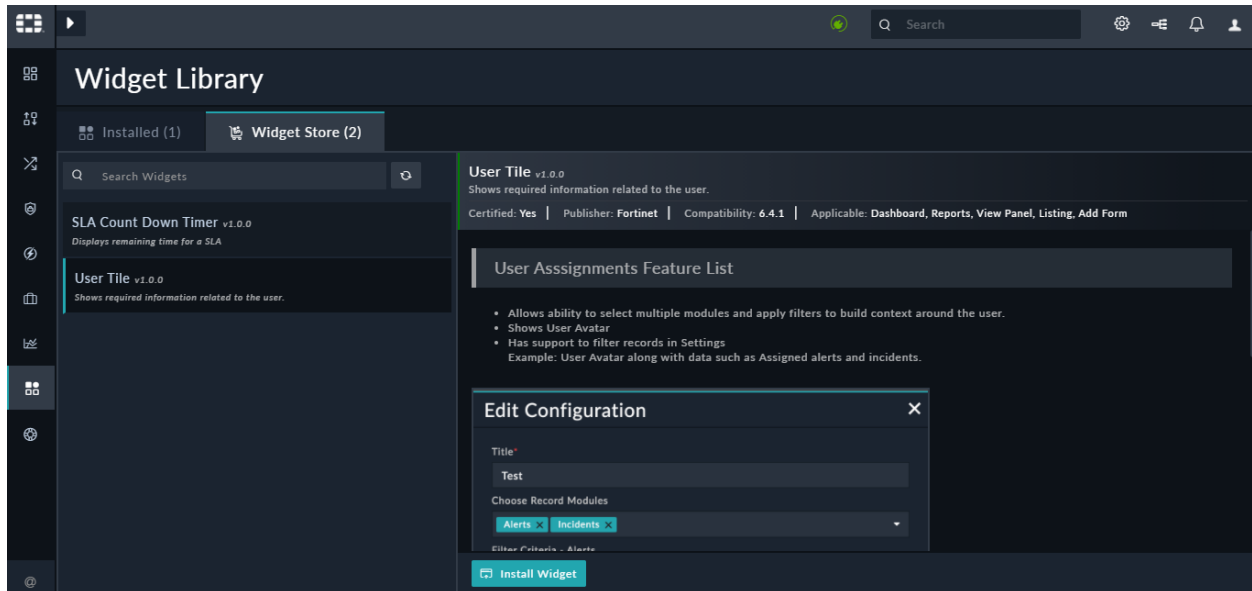 Search
Widget Library
Installed (1)
Widget Store (2)
Search Widgets
SLA Count Down Timer v1.0.0
Displays remaining time for a SLA
User Tile v1.0.0
Shows required information related to the user.
User Tile v1.0.0
Shows required information related to the user.
Certified: Yes | Publisher: Fortinet | Compatibility: 6.4.1 | Applicable: Dashboard, Reports, View Panel, Listing, Add Form
User Asssignments Feature List
• Allows ability to select multiple modules and apply filters to build context around the user.
• Shows User Avatar
• Has support to filter records in Settings
Example: User Avatar along with data such as Assigned alerts and incidents.
Edit Configuration
Title*
Test
Choose Record Modules
Alerts × Incidents ×
Filter Criteria - Alerts
Install Widget
@